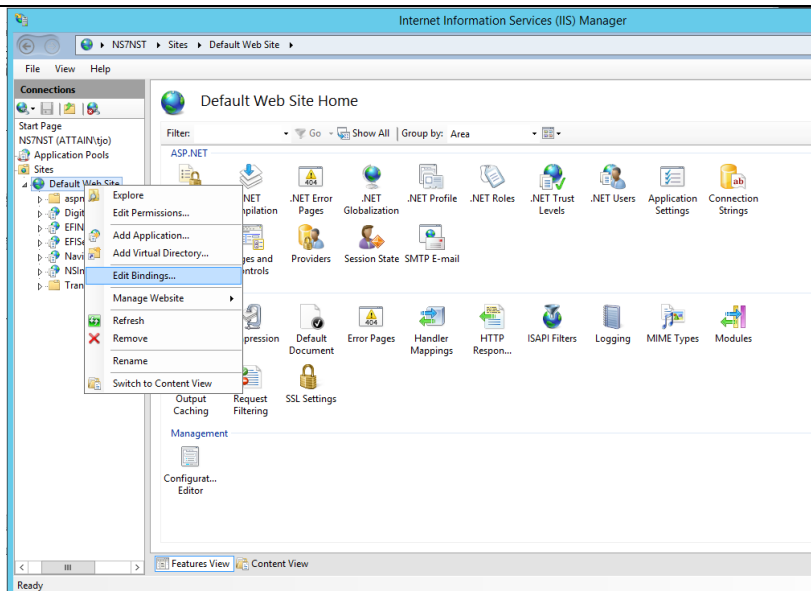 Internet Information Services (IIS) Manager
NS7NST Sites Default Web Site
File View Help
Connections
Start Page
NS7NST (ATTAIN\tjo)
Application Pools
Sites
Default Web Site
aspn
Digit
EFIN
EFISe
Navi
NSIn
Tran
Explore
Edit Permissions...
Add Application...
Add Virtual Directory...
Edit Bindings...
Manage Website
Refresh
Remove
Rename
Switch to Content View
Default Web Site Home
Filter: Go Show All Group by: Area
ASP.NET
NET
mpilation
.NET Error
Pages
.NET
Globalization
.NET Profile
.NET Roles
.NET Trust
Levels
.NET Users
Application
Settings
Connection
Strings
ges and
ontrols
Providers
Session State
SMTP E-mail
pression
Default
Document
Error Pages
Handler
Mappings
HTTP
Respon...
ISAPI Filters
Logging
MIME Types
Modules
Output
Caching
Request
Filtering
SSL Settings
Management
Configurat...
Editor
Features View Content View
Ready